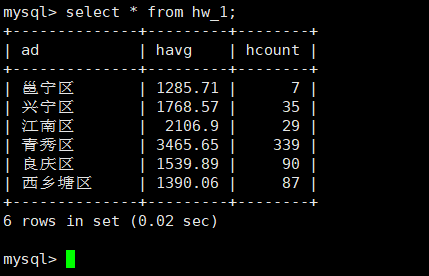 mysql> select * from hw_1;
+--------------+---------+--------+
| ad           | havg    | hcount |
+--------------+---------+--------+
| 邕宁区       | 1285.71 |      7 |
| 兴宁区       | 1768.57 |     35 |
| 江南区       |  2106.9 |     29 |
| 青秀区       | 3465.65 |    339 |
| 良庆区       | 1539.89 |     90 |
| 西乡塘区     | 1390.06 |     87 |
+--------------+---------+--------+
6 rows in set (0.02 sec)
mysql>